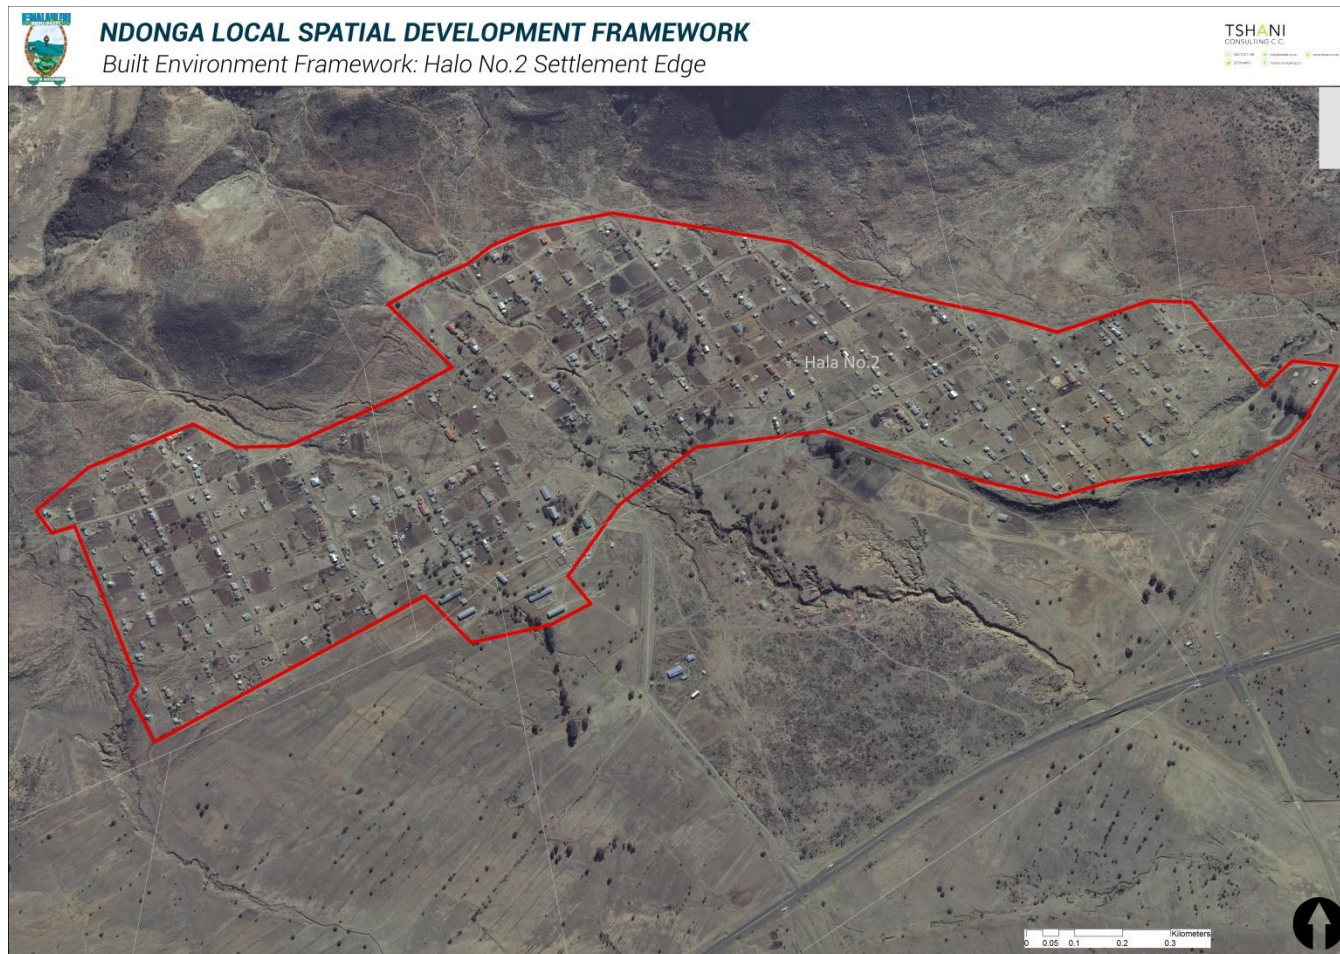 NDONGA LOCAL SPATIAL DEVELOPMENT FRAMEWORK
Built Environment Framework: Halo No.2 Settlement Edge
TSHANI
CONSULTING C.C.
Hala No.2
Kilometers
0 0.05 0.1 0.2 0.3